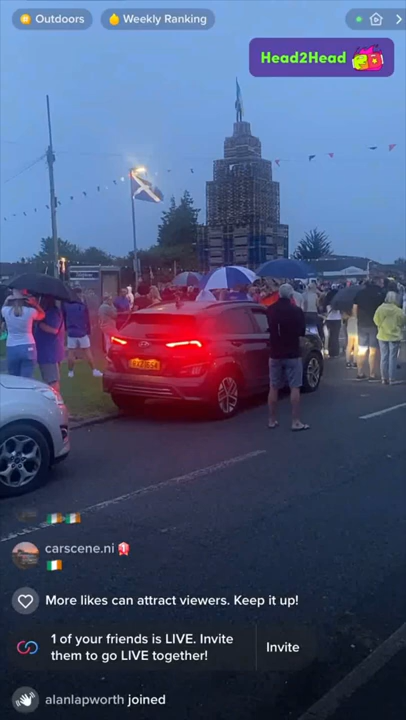 Outdoors
Weekly Ranking
Head2Head
carscene.ni
More likes can attract viewers. Keep it up!
1 of your friends is LIVE. Invite
them to go LIVE together!
Invite
alanlapworth joined